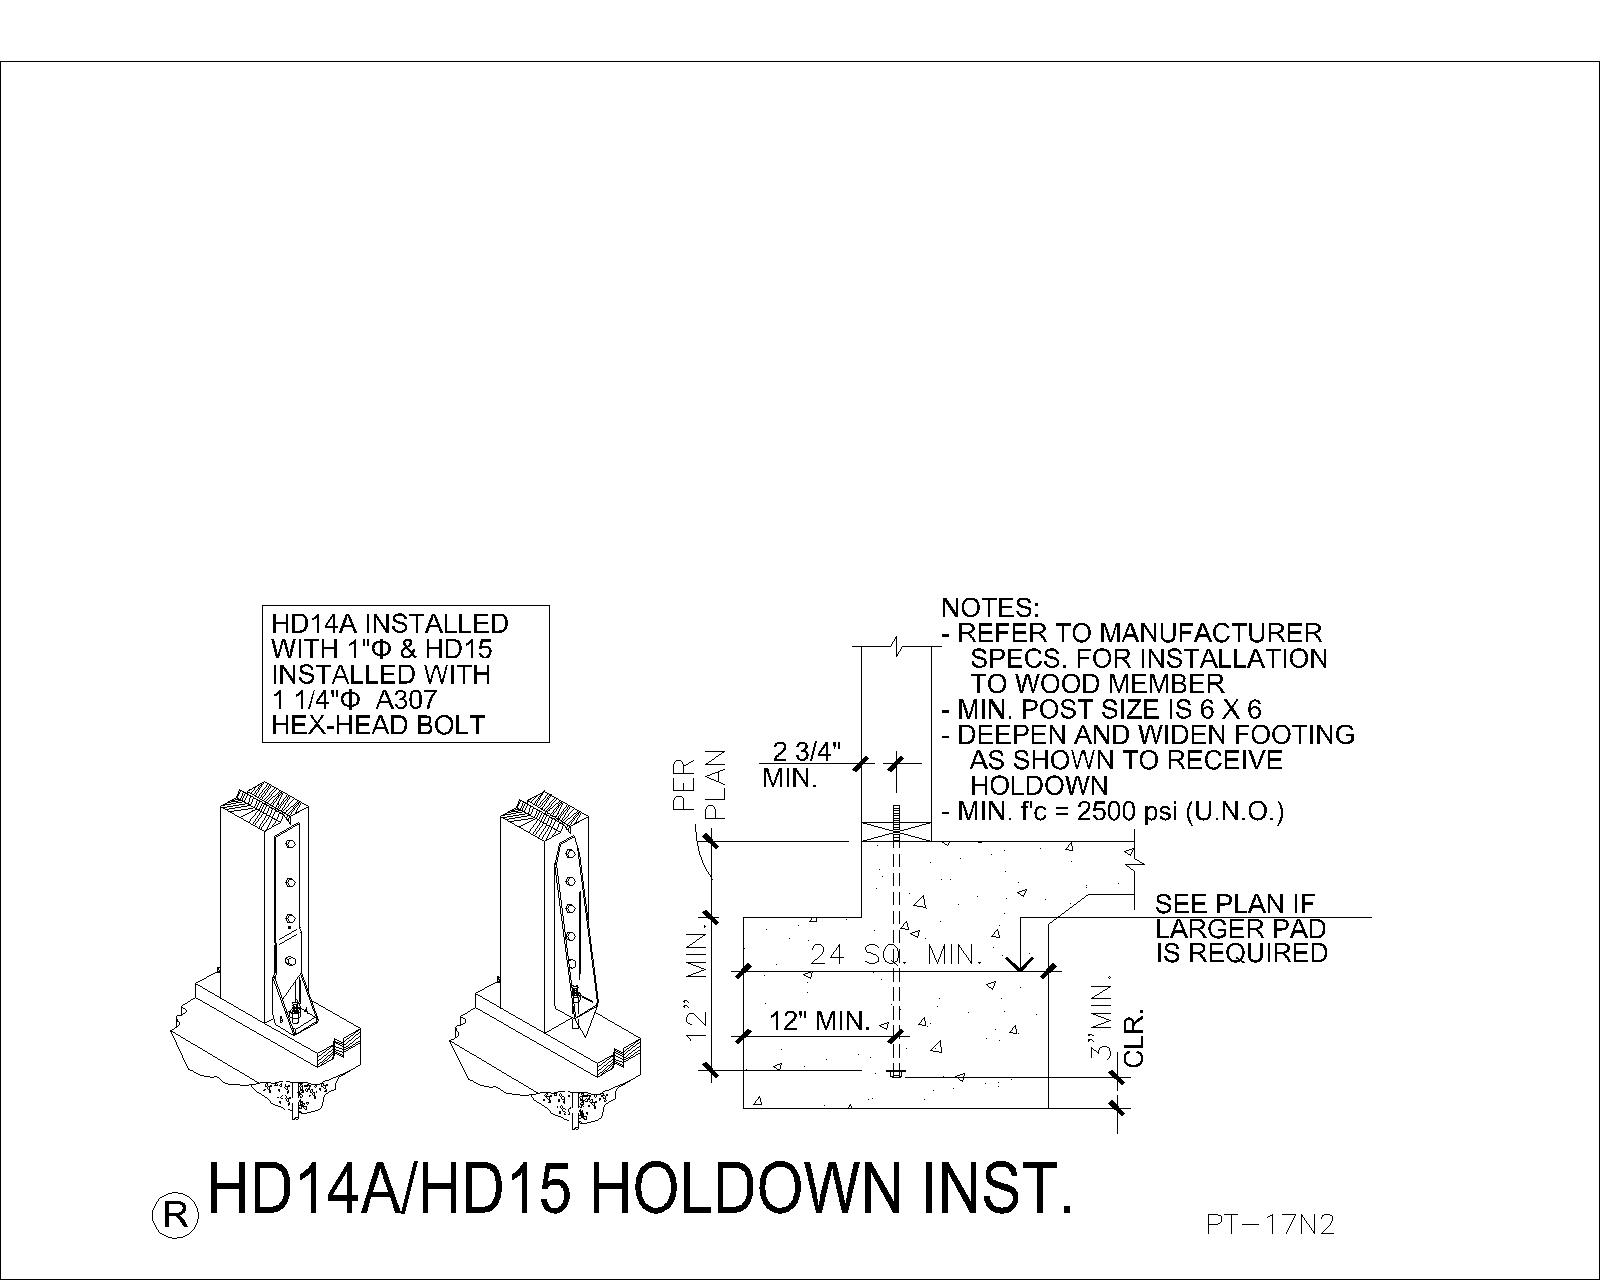 HD14A INSTALLED
WITH 1"Φ & HD15
INSTALLED WITH
1 1/4"Φ  A307
HEX-HEAD BOLT
NOTES:
- REFER TO MANUFACTURER
SPECS. FOR INSTALLATION
TO WOOD MEMBER
- MIN. POST SIZE IS 6 X 6
- DEEPEN AND WIDEN FOOTING
AS SHOWN TO RECEIVE
HOLDOWN
- MIN. f'c = 2500 psi (U.N.O.)
2 3/4"
MIN.
PER
PLAN
SEE PLAN IF
LARGER PAD
IS REQUIRED
24 SQ. MIN.
12" MIN.
12" MIN.
3"MIN.
CLR.
R HD14A/HD15 HOLDOWN INST.
PT-17N2